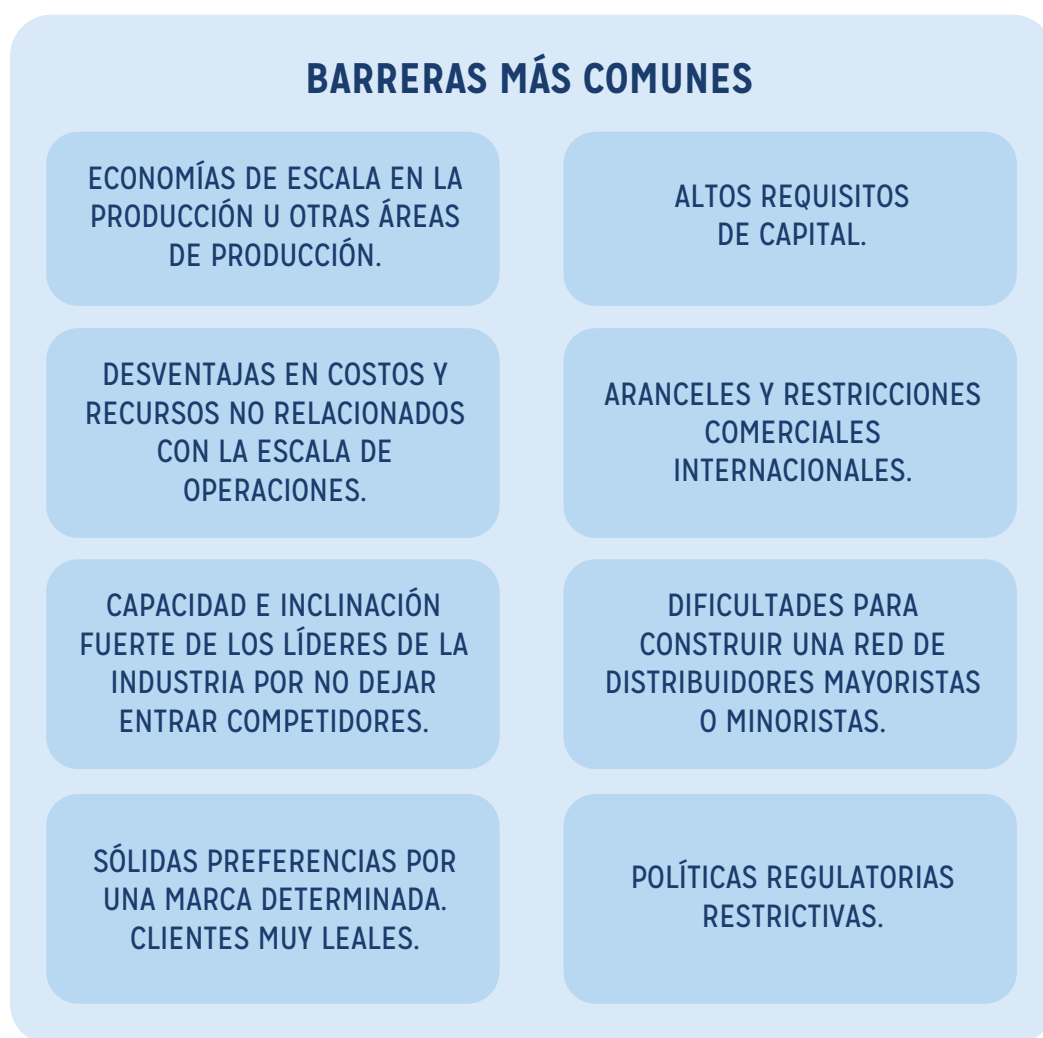 BARRERAS MÁS COMUNES
ECONOMÍAS DE ESCALA EN LA
PRODUCCIÓN U OTRAS ÁREAS
DE PRODUCCIÓN.
ALTOS REQUISITOS
DE CAPITAL.
DESVENTAJAS EN COSTOS Y
RECURSOS NO RELACIONADOS
CON LA ESCALA DE
OPERACIONES.
ARANCELES Y RESTRICCIONES
COMERCIALES
INTERNACIONALES.
CAPACIDAD E INCLINACIÓN
FUERTE DE LOS LÍDERES DE LA
INDUSTRIA POR NO DEJAR
ENTRAR COMPETIDORES.
DIFICULTADES PARA
CONSTRUIR UNA RED DE
DISTRIBUIDORES MAYORISTAS
O MINORISTAS.
SÓLIDAS PREFERENCIAS POR
UNA MARCA DETERMINADA.
CLIENTES MUY LEALES.
POLÍTICAS REGULATORIAS
RESTRICTIVAS.